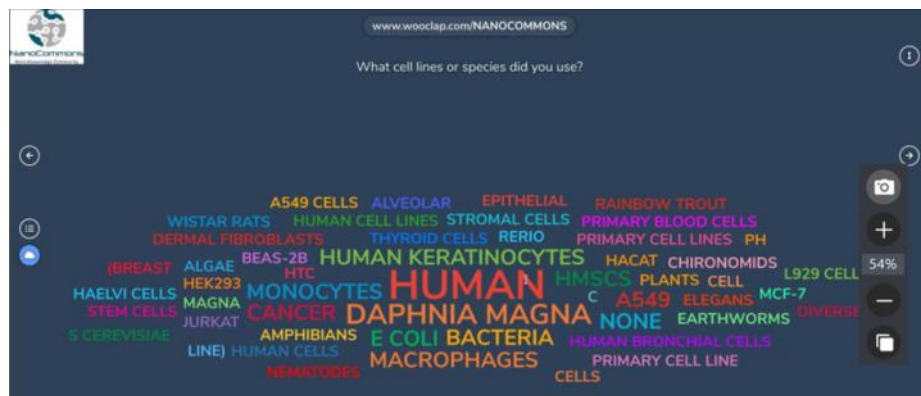 www.wooclap.com/NANOCOMMONS
NanoCommons
What cell lines or species did you use?
A549 CELLS ALVEOLAR EPITHELIAL RAINBOW TROUT
WISTAR RATS HUMAN CELL LINES STROMAL CELLS PRIMARY BLOOD CELLS
DERMAL FIBROBLASTS THYROID CELLS RERIO PRIMARY CELL LINES PH
(BREAST ALGAE BEAS-2B HUMAN KERATINOCYTES HACAT CHIRONOMIDS
54%
HEK293 HTC HUMAN HMSCS PLANTS CELL L929 CELL
HAELVI CELLS MAGNA MONOCYTES C A549 ELEGANS MCF-7
STEM CELLS JURKAT CANCER DAPHNIA MAGNA NONE EARTHWORMS DIVERSE
S CEREVISIAE AMPHIBIANS E COLI BACTERIA HUMAN BRONCHIAL CELLS
LINE) HUMAN CELLS MACROPHAGES PRIMARY CELL LINE
NEMATODES CELLS